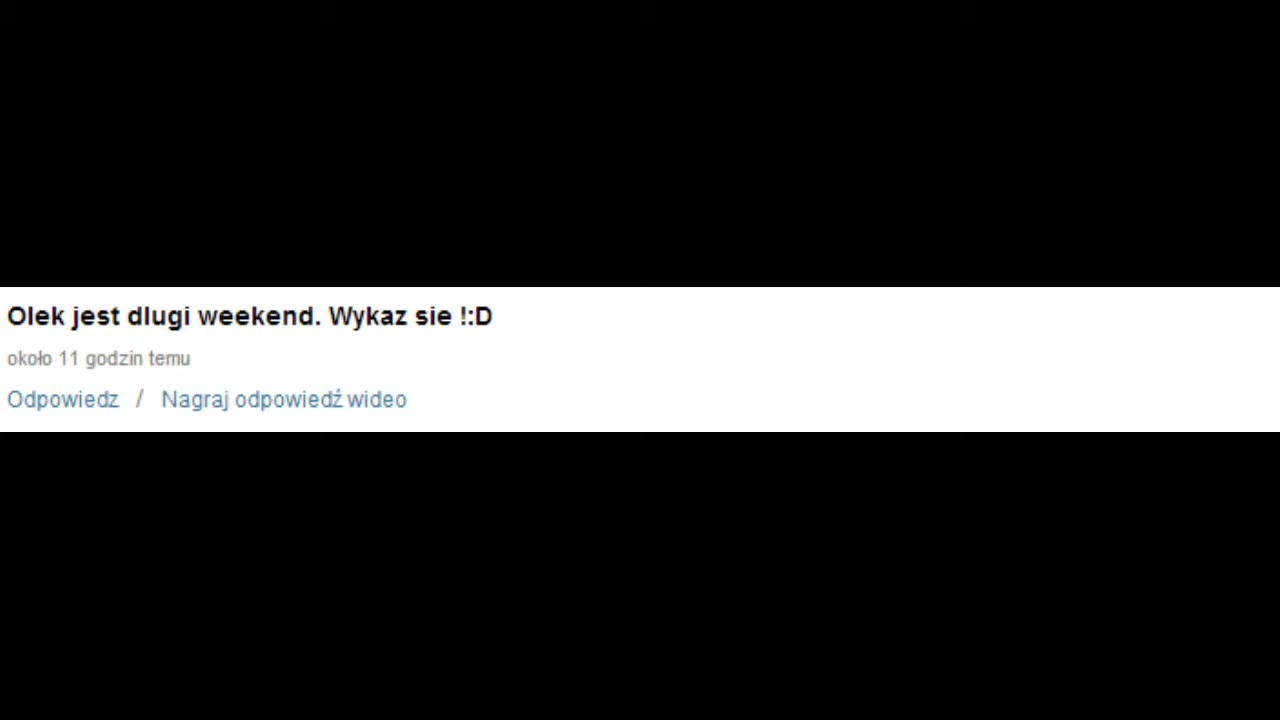 Olek jest dlugi weekend. Wykaz sie !:D
około 11 godzin temu
Odpowiedz / Nagraj odpowiedź wideo